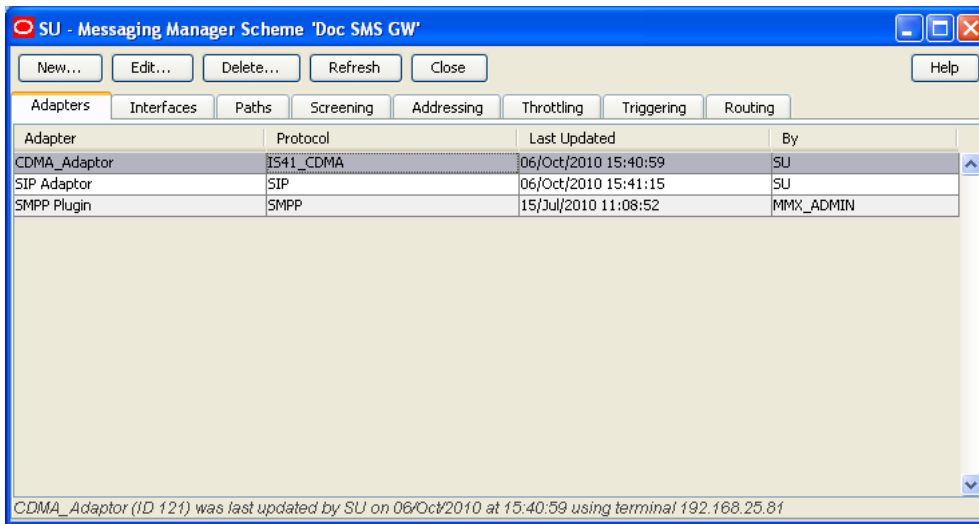 SU - Messaging Manager Scheme 'Doc SMS GW'
New... Edit... Delete... Refresh Close Help
Adapters Interfaces Paths Screening Addressing Throttling Triggering Routing
Adapter Protocol Last Updated By
CDMA_Adaptor IS41_CDMA 06/Oct/2010 15:40:59 SU
SIP Adaptor SIP 06/Oct/2010 15:41:15 SU
SMPP Plugin SMPP 15/Jul/2010 11:08:52 MMX_ADMIN
CDMA_Adaptor (ID 121) was last updated by SU on 06/Oct/2010 at 15:40:59 using terminal 192.168.25.81